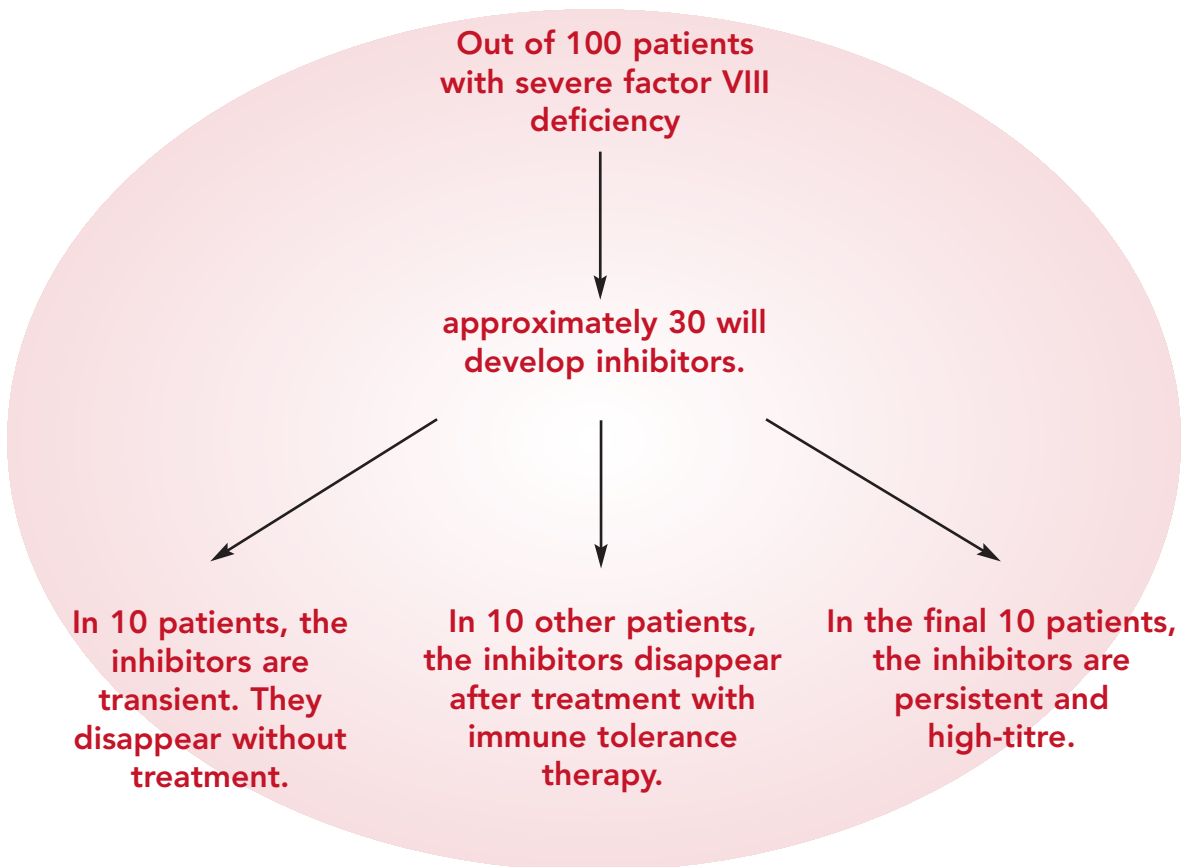 Out of 100 patients
with severe factor VIII
deficiency
approximately 30 will
develop inhibitors.
In 10 patients, the
inhibitors are
transient. They
disappear without
treatment.
In 10 other patients,
the inhibitors disappear
after treatment with
immune tolerance
therapy.
In the final 10 patients,
the inhibitors are
persistent and
high-titre.